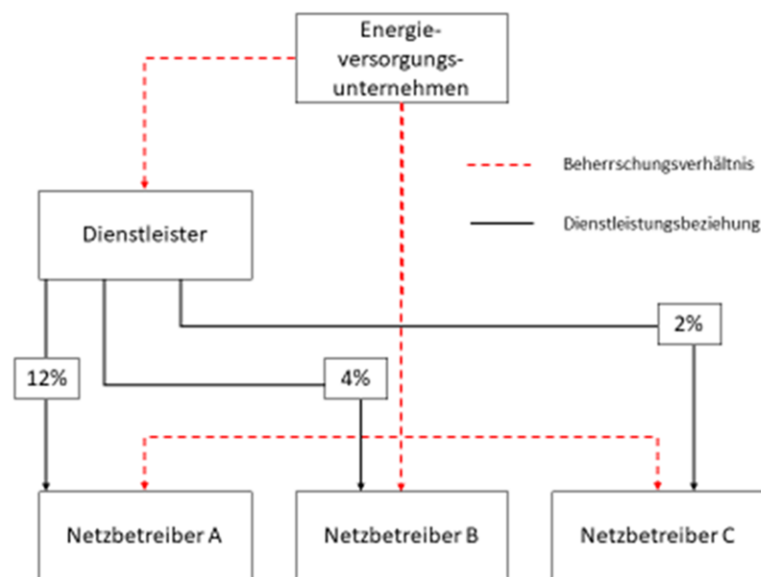 Energie-
versorgungs-
unternehmen
Beherrschungsverhältnis
Dienstleister
Dienstleistungsbeziehung
2%
12%
4%
Netzbetreiber A
Netzbetreiber B
Netzbetreiber C